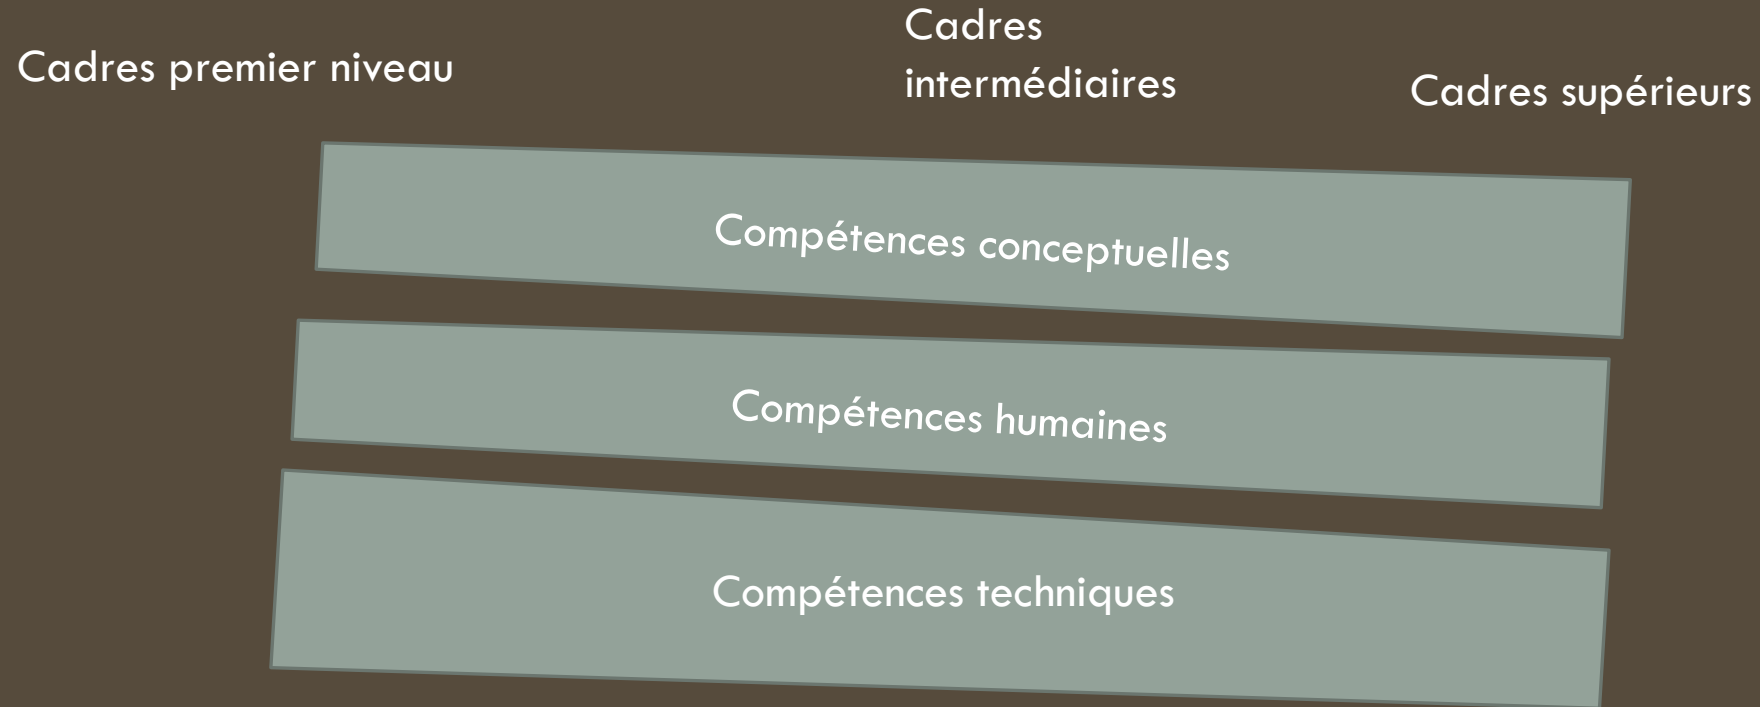 Cadres premier niveau
Cadres
intermédiaires
Cadres supérieurs
Compétences conceptuelles
Compétences humaines
Compétences techniques